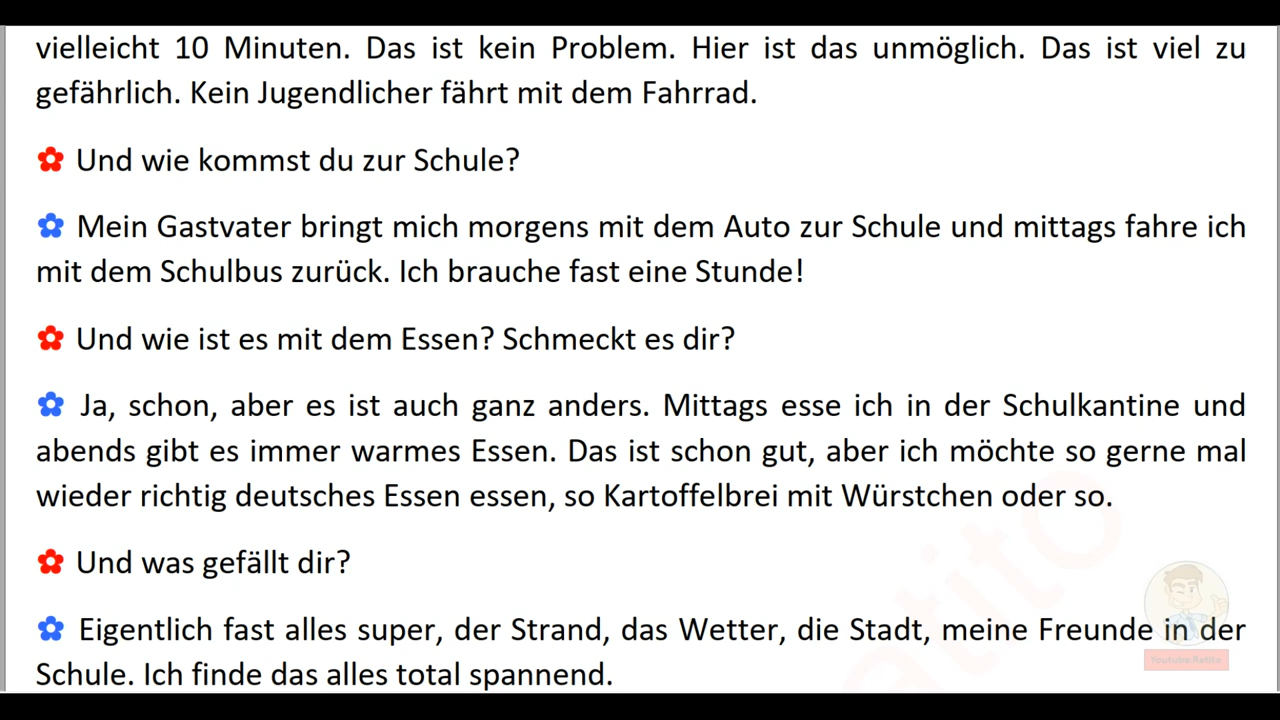 vielleicht 10 Minuten. Das ist kein Problem. Hier ist das unmöglich. Das ist viel zu
gefährlich. Kein Jugendlicher fährt mit dem Fahrrad.
Und wie kommst du zur Schule?
Mein Gastvater bringt mich morgens mit dem Auto zur Schule und mittags fahre ich
mit dem Schulbus zurück. Ich brauche fast eine Stunde!
Und wie ist es mit dem Essen? Schmeckt es dir?
Ja, schon, aber es ist auch ganz anders. Mittags esse ich in der Schulkantine und
abends gibt es immer warmes Essen. Das ist schon gut, aber ich möchte so gerne mal
wieder richtig deutsches Essen essen, so Kartoffelbrei mit Würstchen oder so.
Und was gefällt dir?
Eigentlich fast alles super, der Strand, das Wetter, die Stadt, meine Freunde in der
Schule. Ich finde das alles total spannend.
Youtube:Ratite